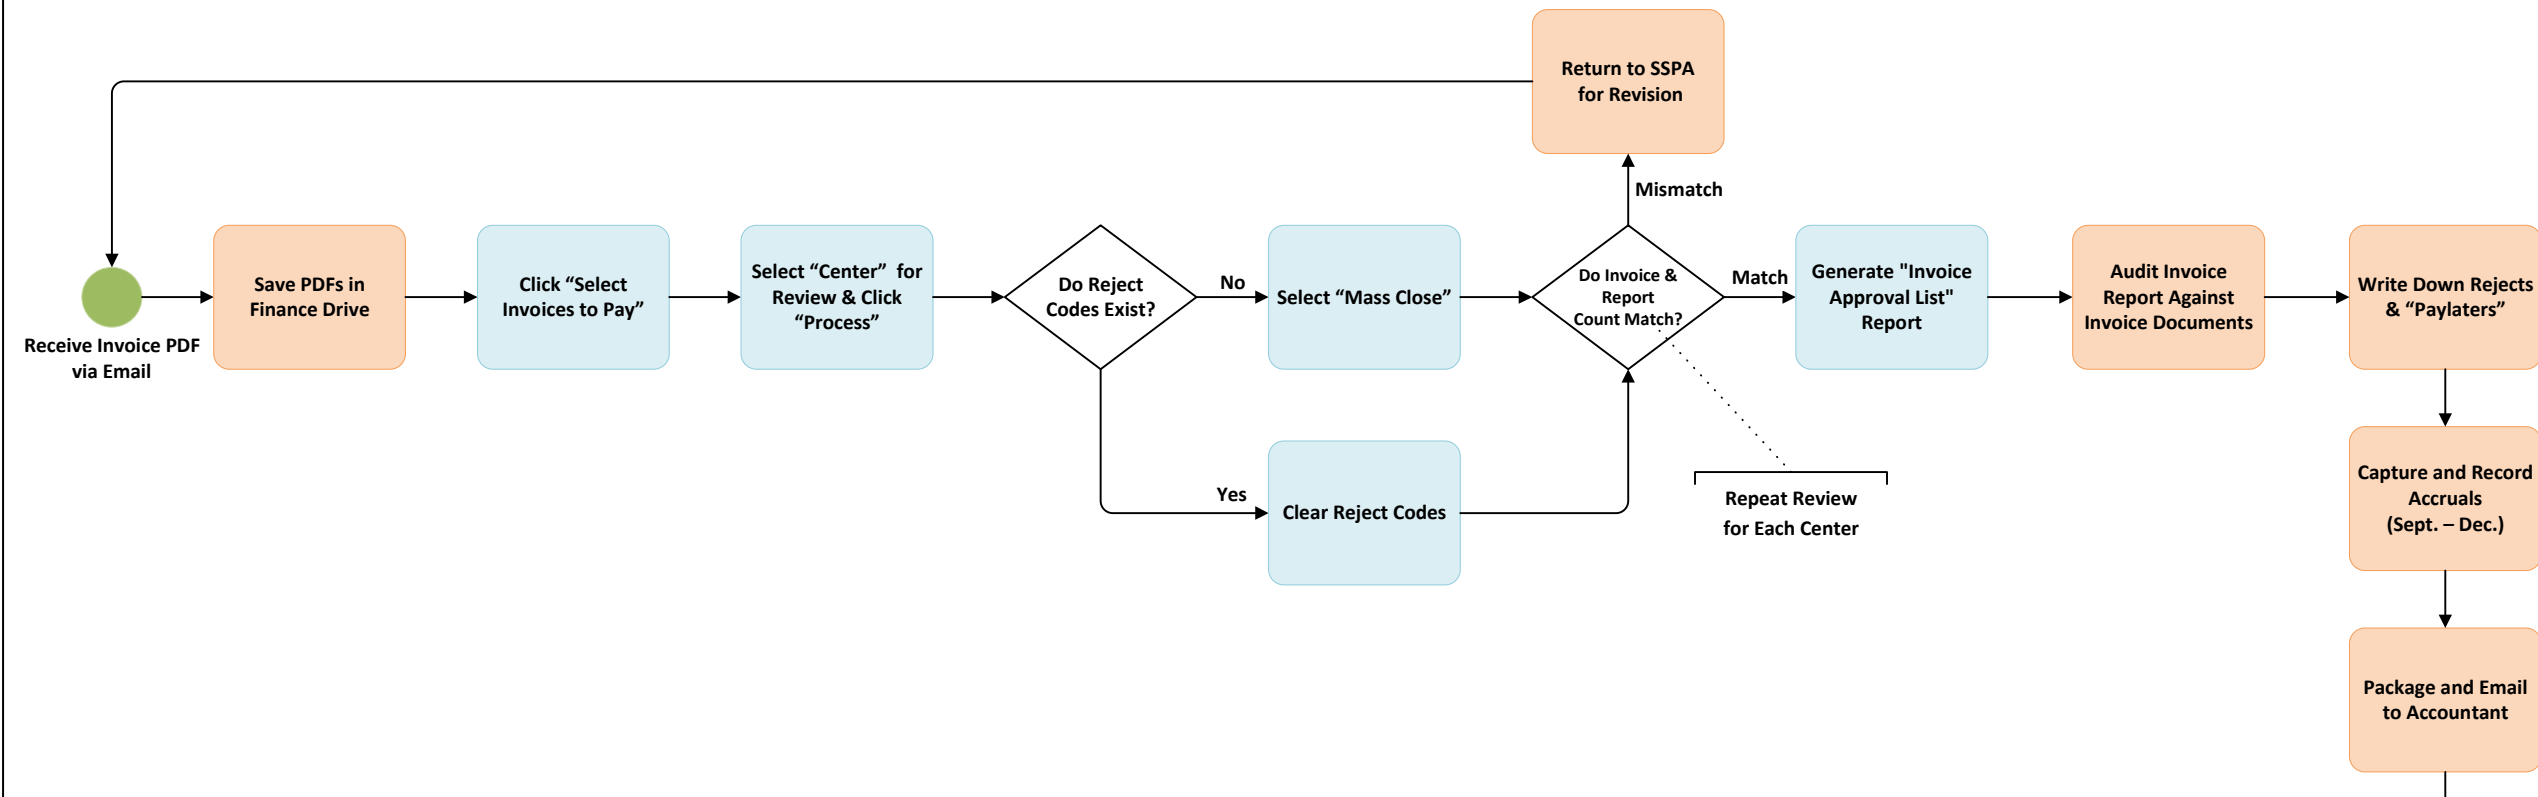 Return to SSPA
for Revision
Mismatch
Receive Invoice PDF
via Email
Save PDFs in
Finance Drive
Click “Select
Invoices to Pay”
Select “Center”  for
Review & Click
“Process”
Do Reject
Codes Exist?
No
Select “Mass Close”
Do Invoice &
Report
Count Match?
Match
Generate "Invoice
Approval List"
Report
Audit Invoice
Report Against
Invoice Documents
Write Down Rejects
& “Paylaters”
Yes
Clear Reject Codes
Repeat Review
for Each Center
Capture and Record
Accruals
(Sept. – Dec.)
Package and Email
to Accountant